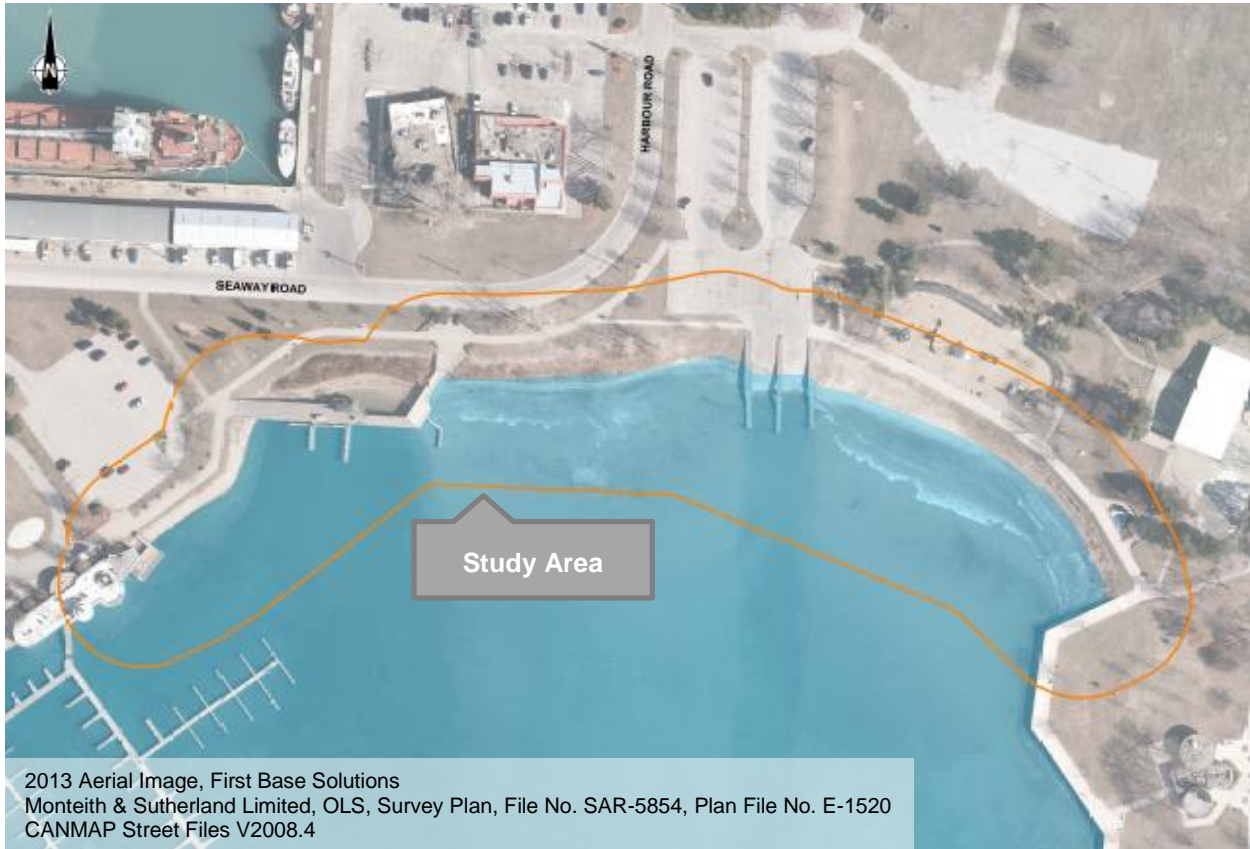 N
HARBOUR ROAD
SEAWAY ROAD
Study Area
2013 Aerial Image, First Base Solutions
Monteith & Sutherland Limited, OLS, Survey Plan, File No. SAR-5854, Plan File No. E-1520
CANMAP Street Files V2008.4